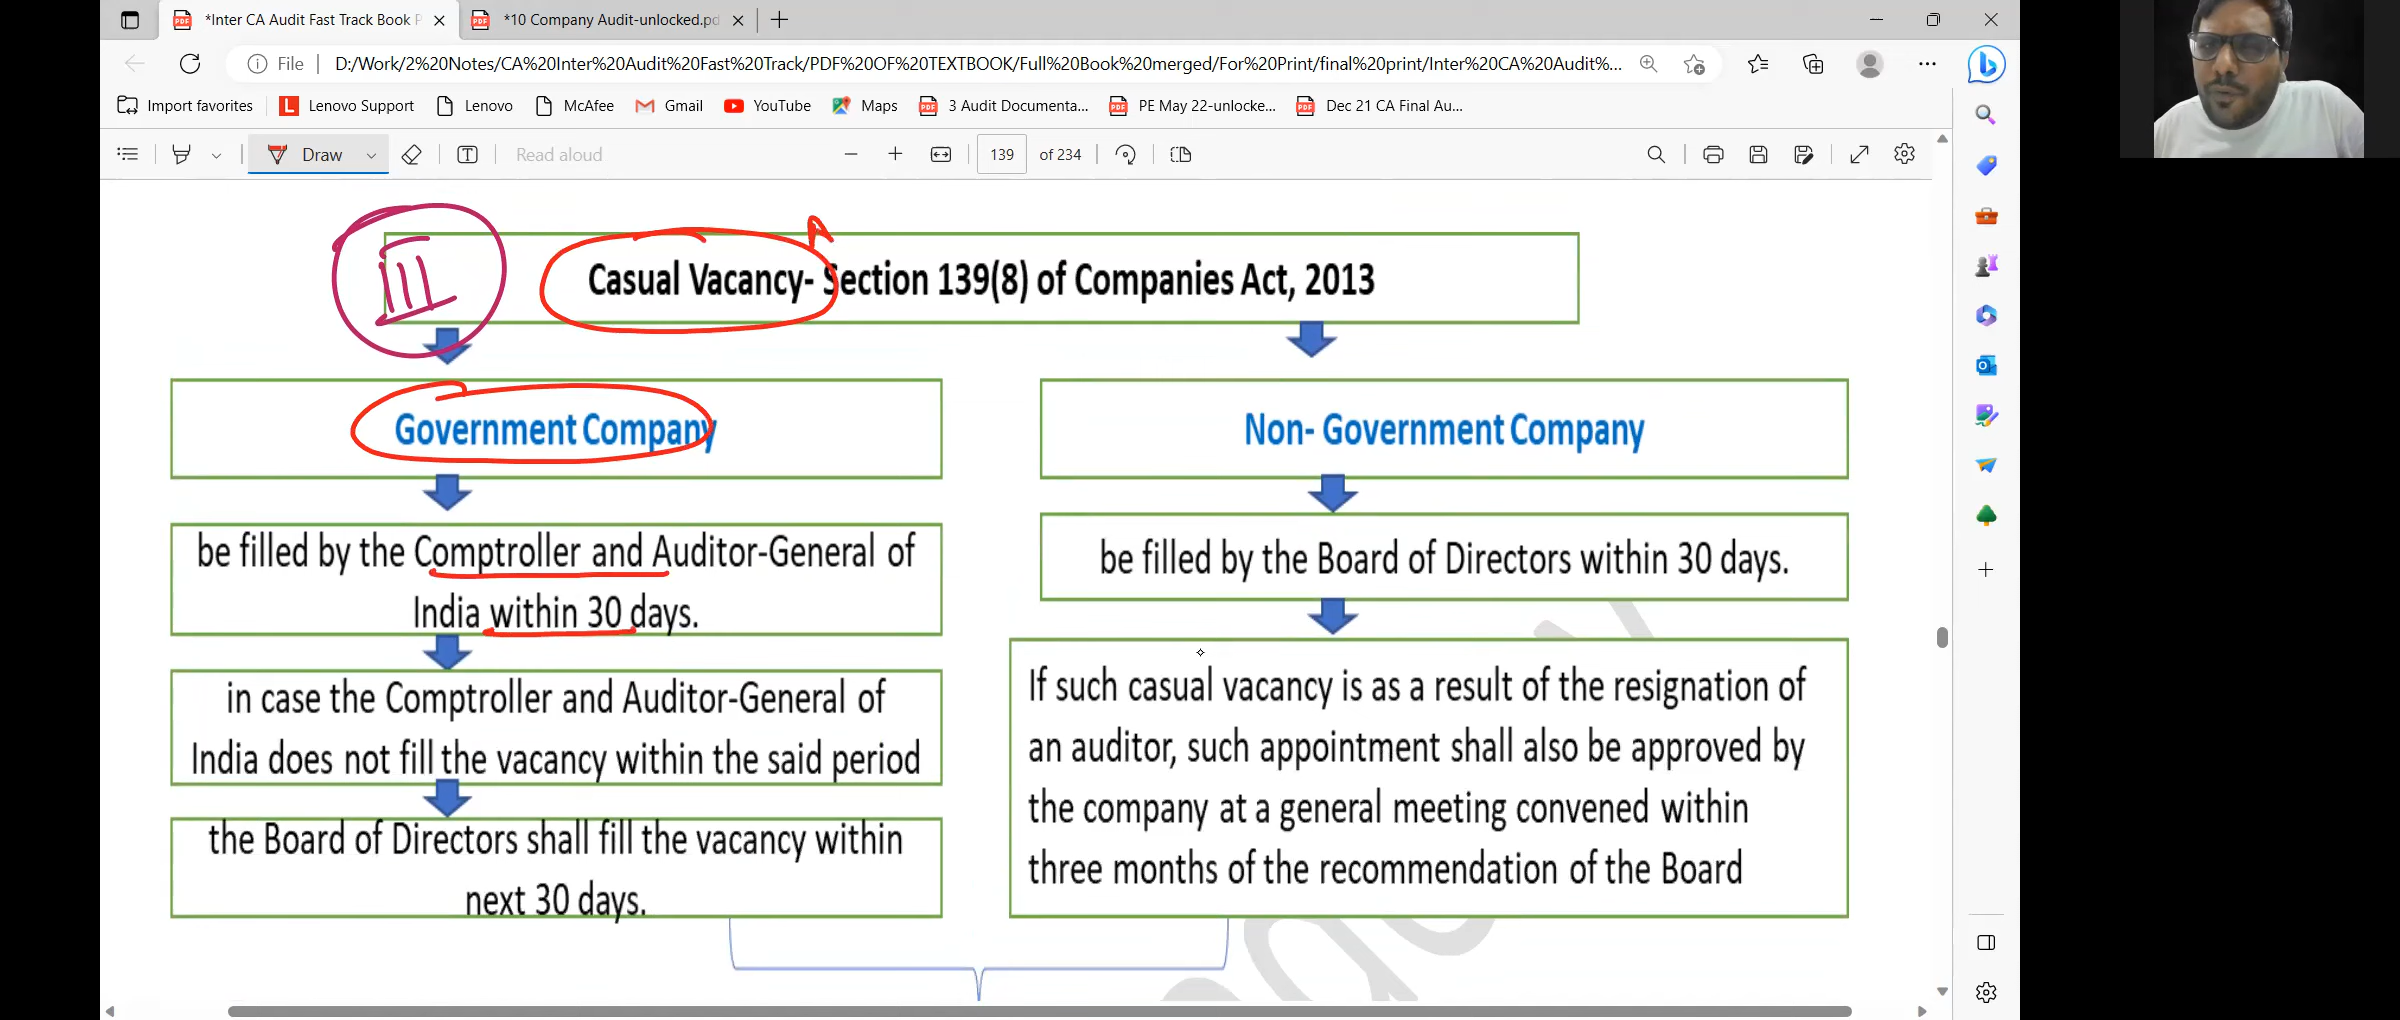 *Inter CA Audit Fast Track Book P
*10 Company Audit-unlocked.pd
File
D:/Work/2%20Notes/CA%20Inter%20Audit%20Fast%20Track/PDF%20OF%20TEXTBOOK/Full%20Book%20merged/For%20Print/final%20print/Inter%20CA%20Audit%...
Import favorites
Lenovo Support
Lenovo
McAfee
Gmail
YouTube
Maps
3 Audit Documenta...
PE May 22-unlocke...
Dec 21 CA Final Au...
Draw
Read aloud
139 of 234
III
Casual Vacancy- Section 139(8) of Companies Act, 2013
Government Company
be filled by the Comptroller and Auditor-General of
India within 30 days.
in case the Comptroller and Auditor-General of
India does not fill the vacancy within the said period
the Board of Directors shall fill the vacancy within
next 30 days.
Non- Government Company
be filled by the Board of Directors within 30 days.
If such casual vacancy is as a result of the resignation of
an auditor, such appointment shall also be approved by
the company at a general meeting convened within
three months of the recommendation of the Board